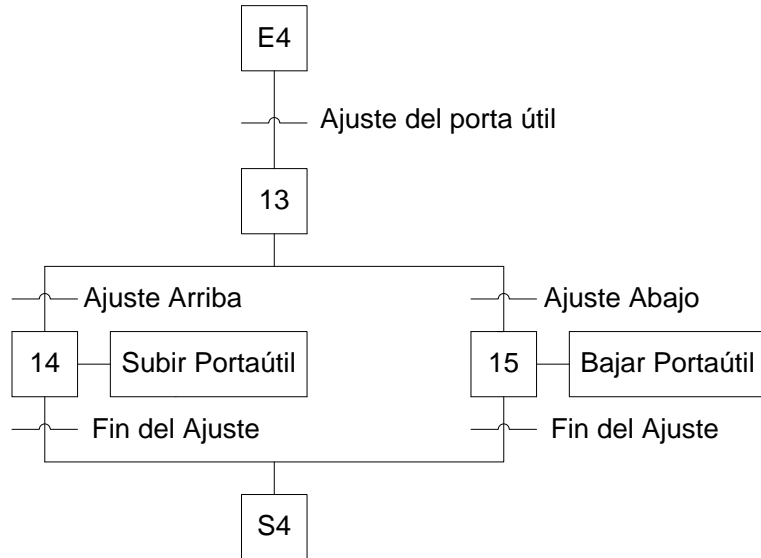 E4
Ajuste del porta útil
13
Ajuste Arriba
Ajuste Abajo
14
Subir Portaútil
15
Bajar Portaútil
Fin del Ajuste
Fin del Ajuste
S4